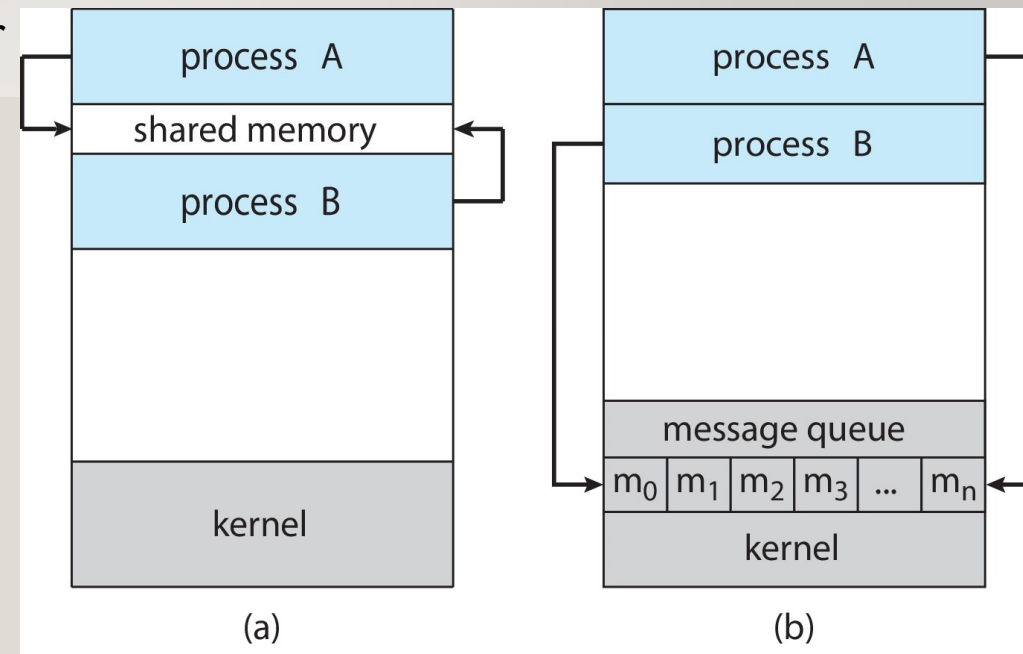 process A
shared memory
process B
kernel
(a)
process A
process B
message queue
m₀ m₁ m₂ m₃ ... mₙ
kernel
(b)